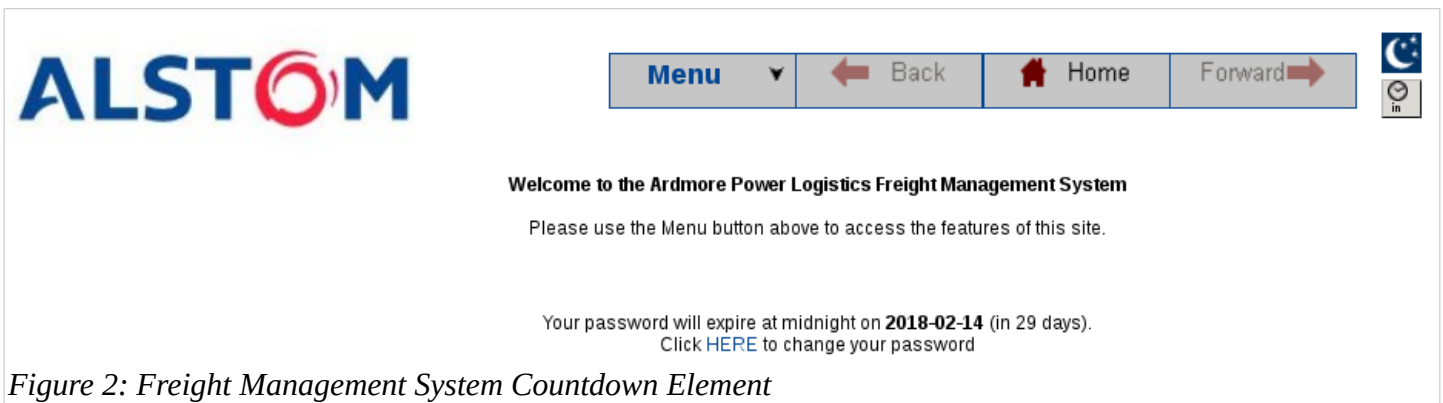 ALSTOM
Menu Back Home Forward
in
Welcome to the Ardmore Power Logistics Freight Management System
Please use the Menu button above to access the features of this site.
Your password will expire at midnight on 2018-02-14 (in 29 days).
Click HERE to change your password
Figure 2: Freight Management System Countdown Element